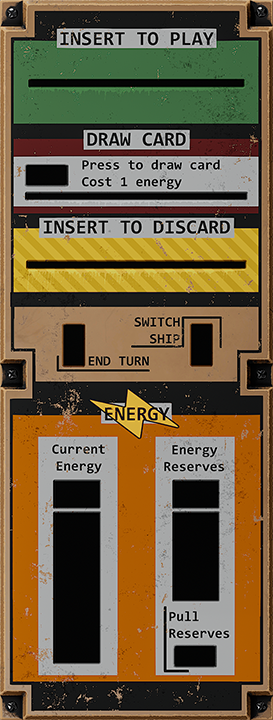 INSERT TO PLAY
DRAW CARD
Press to draw card
Cost 1 energy
INSERT TO DISCARD
SWITCH
SHIP
END TURN
ENERGY
Current
Energy
Energy
Reserves
Pull
Reserves